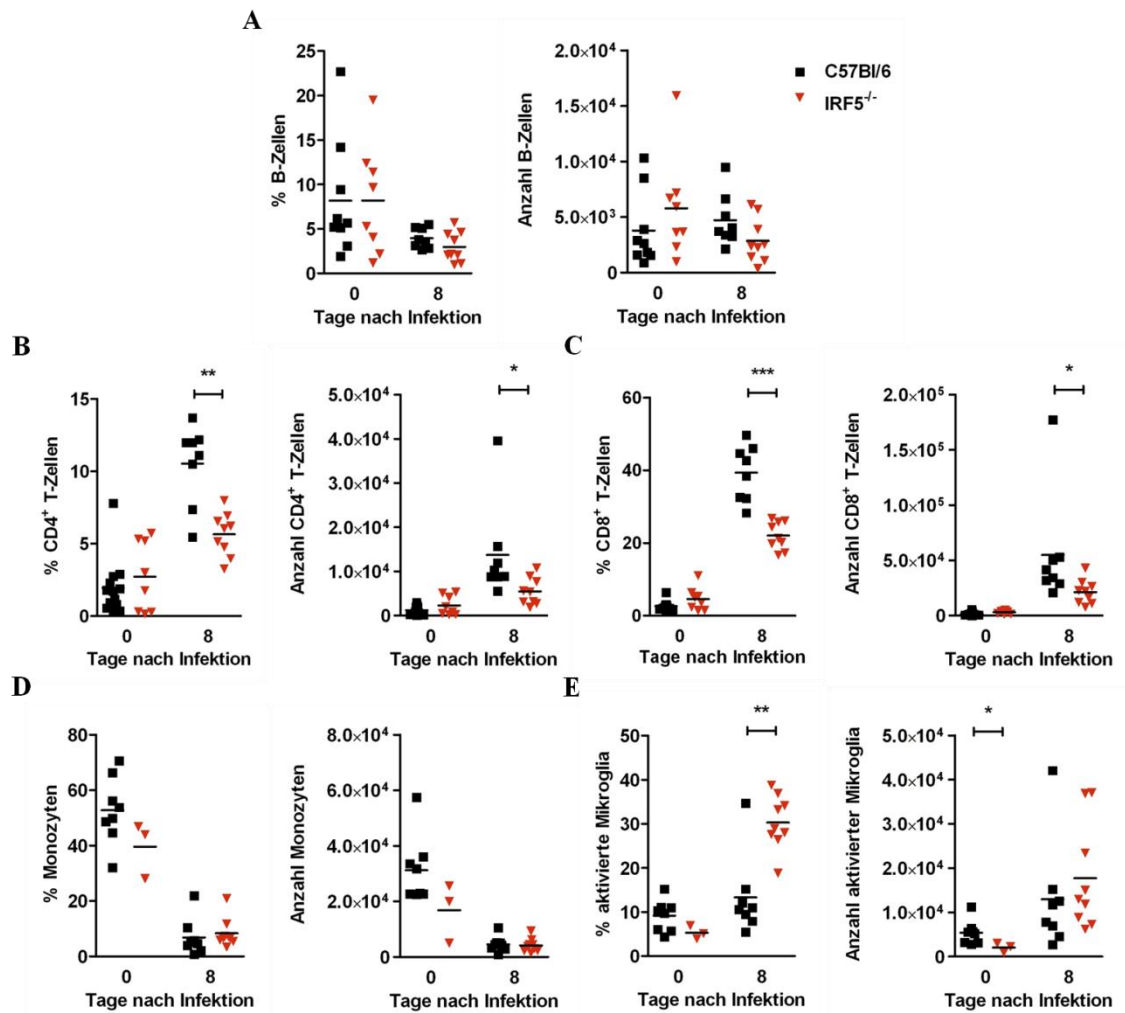 A
% B-Zellen
25
20
15
10
5
0
0
8
Tage nach Infektion
Anzahl B-Zellen
2.0×10⁴
1.5×10⁴
1.0×10⁴
5.0×10³
0
0
8
Tage nach Infektion
C57Bl/6
IRF5⁻/⁻
B
% CD4⁺ T-Zellen
15
10
5
0
**
0
8
Tage nach Infektion
Anzahl CD4⁺ T-Zellen
5.0×10⁴
4.0×10⁴
3.0×10⁴
2.0×10⁴
1.0×10⁴
0
*
0
8
Tage nach Infektion
C
% CD8⁺ T-Zellen
60
40
20
0
***
0
8
Tage nach Infektion
Anzahl CD8⁺ T-Zellen
2.0×10⁵
1.5×10⁵
1.0×10⁵
5.0×10⁴
0
*
0
8
Tage nach Infektion
D
% Monozyten
80
60
40
20
0
0
8
Tage nach Infektion
Anzahl Monozyten
8.0×10⁴
6.0×10⁴
4.0×10⁴
2.0×10⁴
0
0
8
Tage nach Infektion
E
% aktivierte Mikroglia
50
40
30
20
10
0
**
0
8
Tage nach Infektion
Anzahl aktivierter Mikroglia
5.0×10⁴
4.0×10⁴
3.0×10⁴
2.0×10⁴
1.0×10⁴
0
*
0
8
Tage nach Infektion